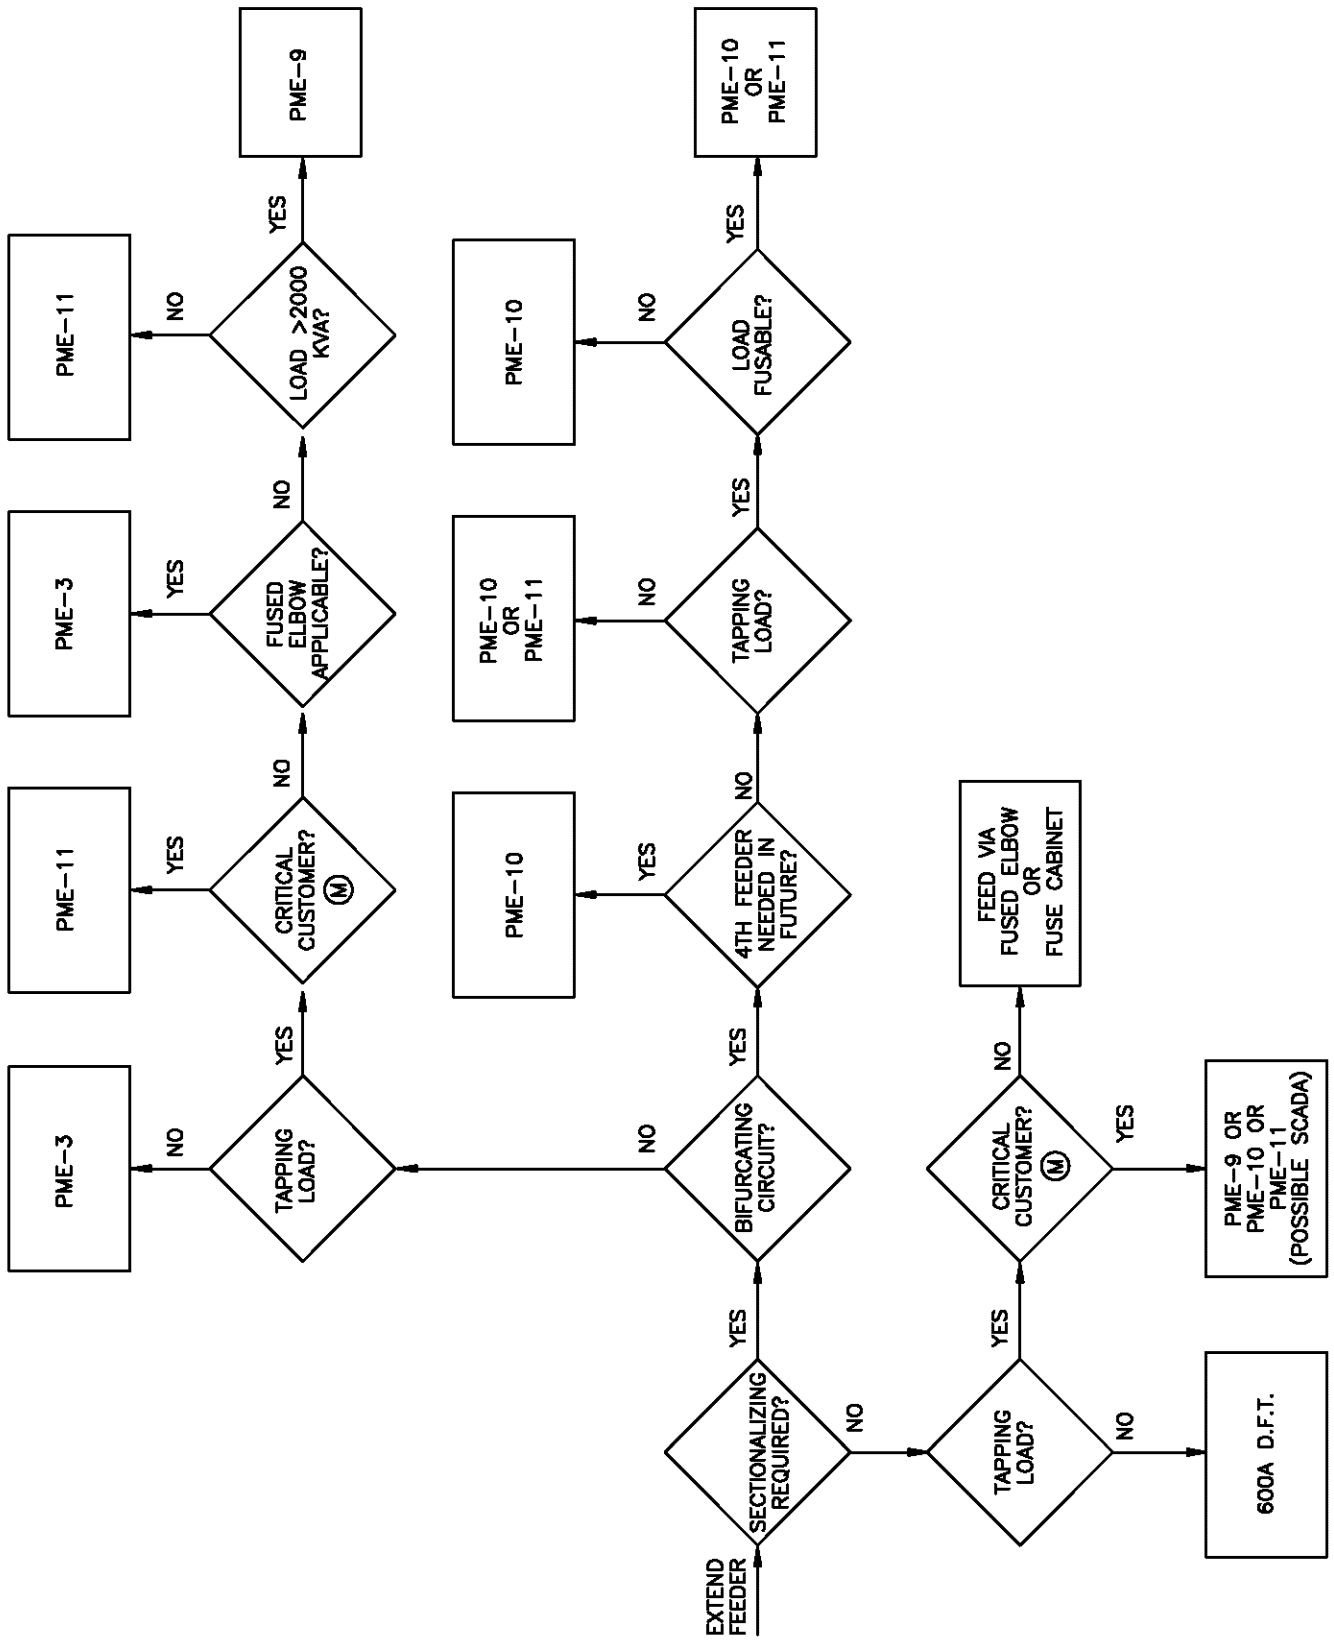 EXTEND
FEEDER
SECTIONALIZING
REQUIRED?
YES
NO
BIFURCATING
CIRCUIT?
NO
YES
TAPPING
LOAD?
NO
PME-3
YES
CRITICAL
CUSTOMER?
M
YES
PME-11
NO
FUSED
ELBOW
APPLICABLE?
YES
PME-3
NO
LOAD >2000
KVA?
NO
PME-11
YES
PME-9
4TH FEEDER
NEEDED IN
FUTURE?
YES
PME-10
NO
TAPPING
LOAD?
NO
PME-10
OR
PME-11
YES
LOAD
FUSABLE?
NO
PME-10
YES
PME-10
OR
PME-11
TAPPING
LOAD?
NO
600A D.F.T.
YES
CRITICAL
CUSTOMER?
M
NO
FEED VIA
FUSED ELBOW
OR
FUSE CABINET
YES
PME-9 OR
PME-10 OR
PME-11
(POSSIBLE SCADA)